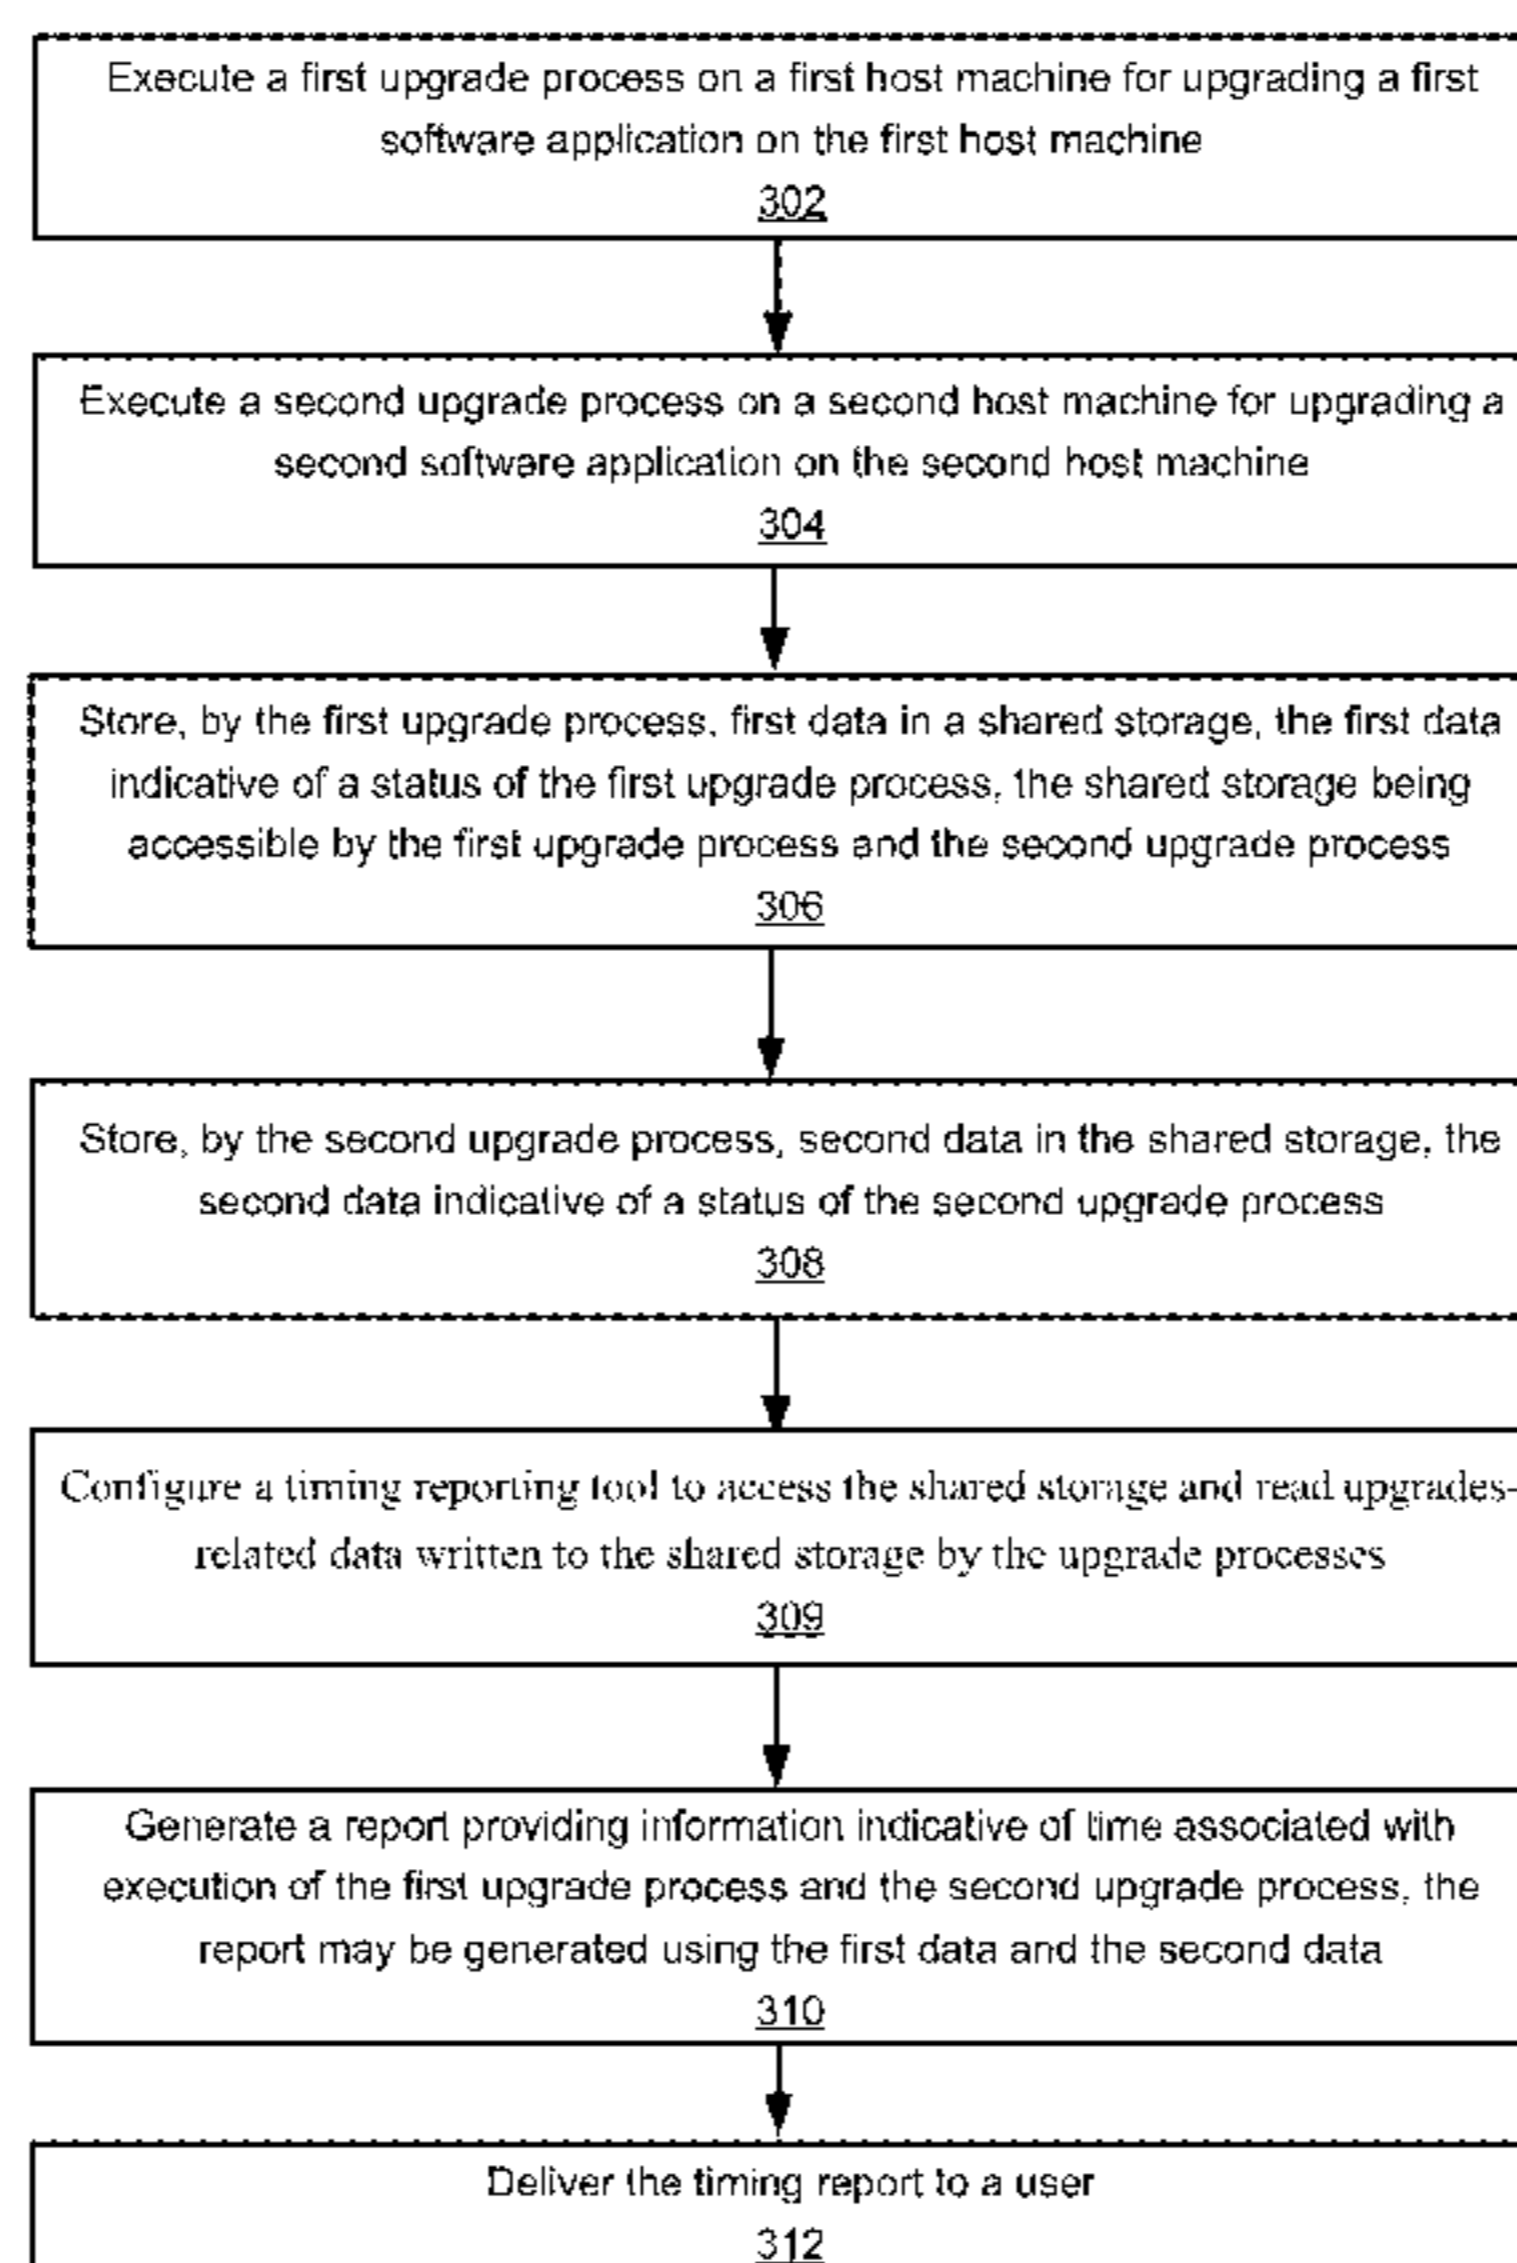 Execute a first upgrade process on a first host machine for upgrading a first
software application on the first host machine
302
Execute a second upgrade process on a second host machine for upgrading a
second software application on the second host machine
304
Store, by the first upgrade process, first data in a shared storage, the first data
indicative of a status of the first upgrade process, the shared storage being
accessible by the first upgrade process and the second upgrade process
306
Store, by the second upgrade process, second data in the shared storage, the
second data indicative of a status of the second upgrade process
308
Configure a timing reporting tool to access the shared storage and read upgrades-
related data written to the shared storage by the upgrade processes
309
Generate a report providing information indicative of time associated with
execution of the first upgrade process and the second upgrade process, the
report may be generated using the first data and the second data
310
Deliver the timing report to a user
312